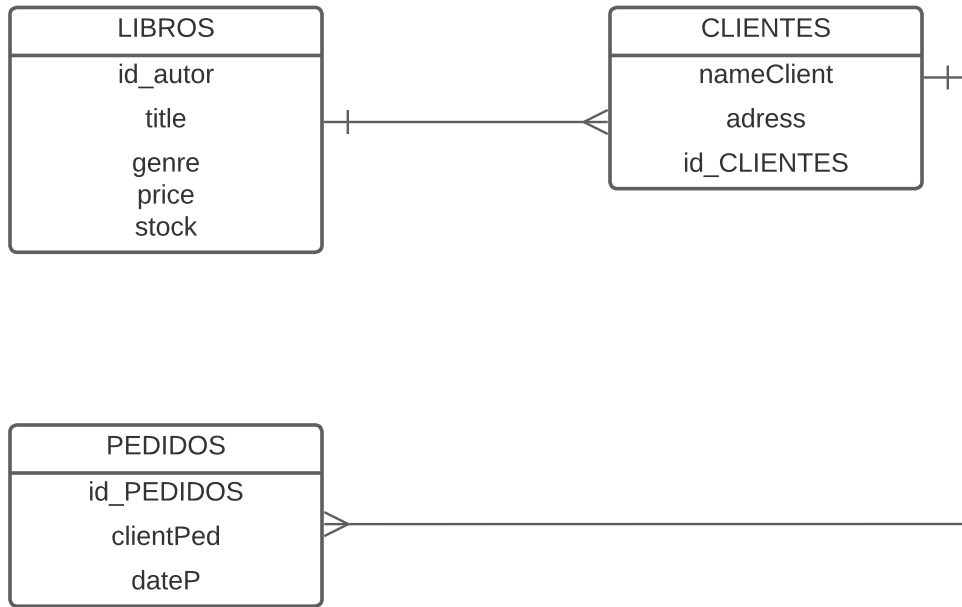 LIBROS
id_autor
title
genre
price
stock
CLIENTES
nameClient
adress
id_CLIENTES
PEDIDOS
id_PEDIDOS
clientPed
dateP